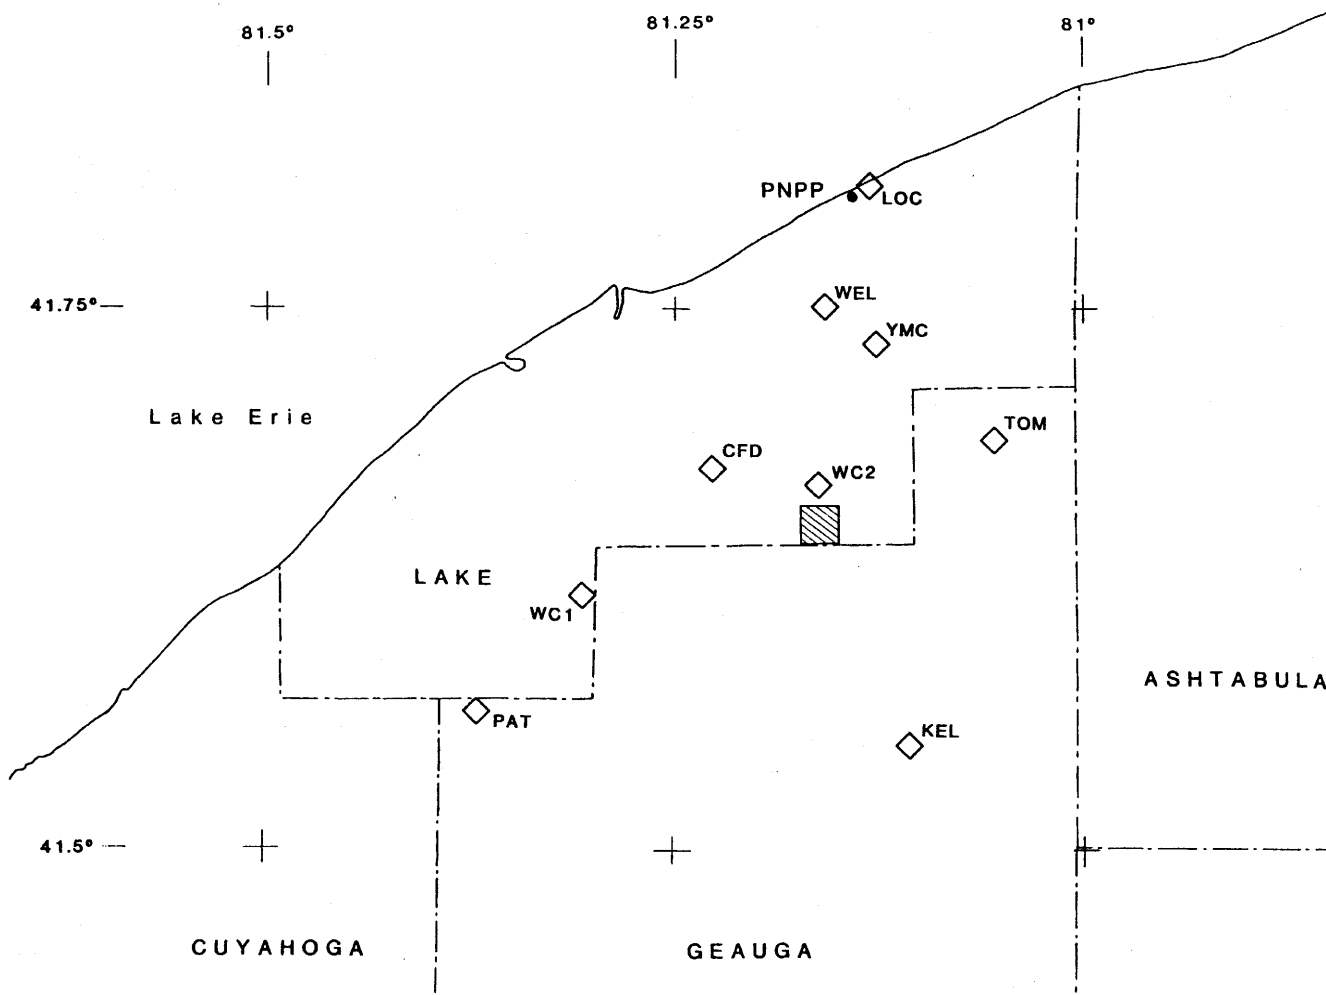 81.5°
81.25°
81°
PNPP
LOC
41.75°
WEL
YMC
Lake Erie
TOM
CFD
WC2
LAKE
WC1
ASHTABULA
PAT
KEL
41.5°
CUYAHOGA
GEAUGA